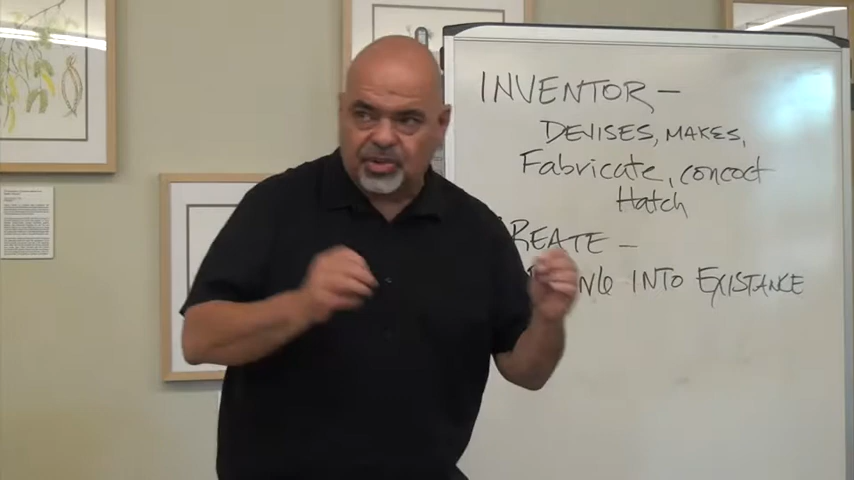 INVENTOR -
DEVISES, MAKES,
FAbRicAtE, concoct
HAtcH
REATE -
INTO EXISTANCE